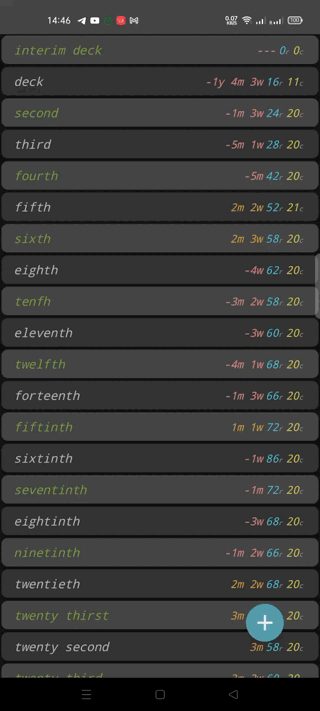 14:46 0.07 KB/S 100
interim deck --- 0r 0c
deck -1y 4m 3w 16r 11c
second -1m 3w 24r 20c
third -5m 1w 28r 20c
fourth -5m 42r 20c
fifth 2m 2w 52r 21c
sixth 2m 3w 58r 20c
eighth -4w 62r 20c
tenfh -3m 2w 58r 20c
eleventh -3w 60r 20c
twelfth -4m 1w 68r 20c
forteenth -1m 3w 66r 20c
fiftinth 1m 1w 72r 20c
sixtinth -1w 86r 20c
seventinth -1m 72r 20c
eightinth -3w 68r 20c
ninetinth -1m 2w 66r 20c
twentieth 2m 2w 68r 20c
twenty thirst 3m 20c
twenty second 3m 58r 20c